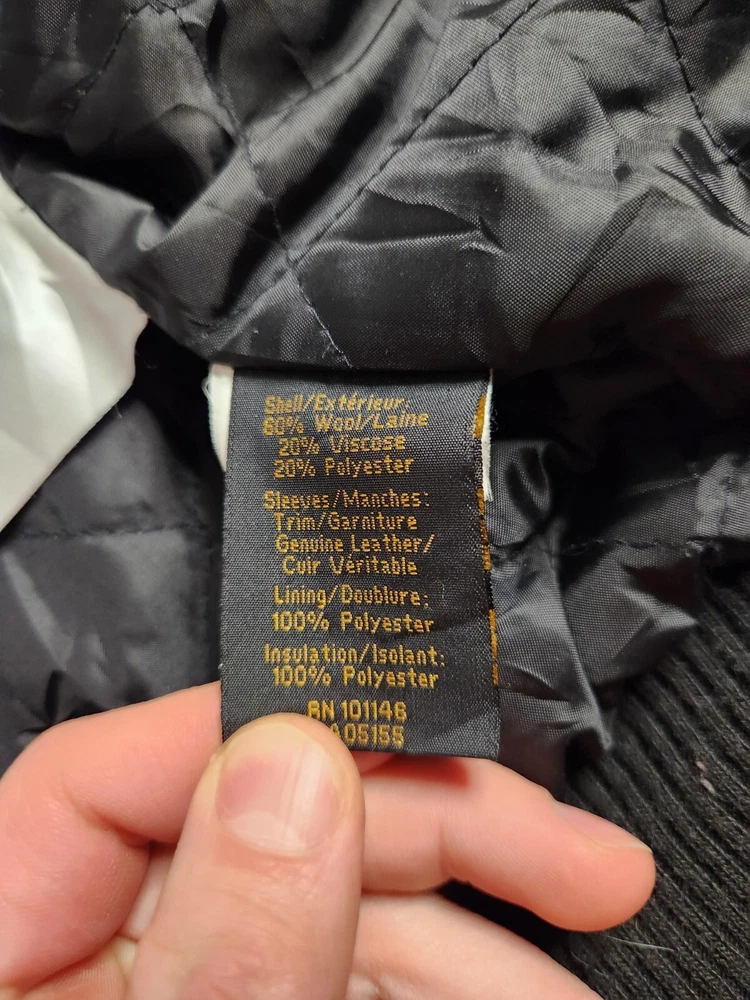 Shell/Extérieur:
60% Wool/Laine
20% Viscose
20% Polyester
Sleeves/Manches:
Trim/Garniture
Genuine Leather/
Cuir Véritable
Lining/Doublure:
100% Polyester
Insulation/Isolant:
100% Polyester
RN 101146
A05155